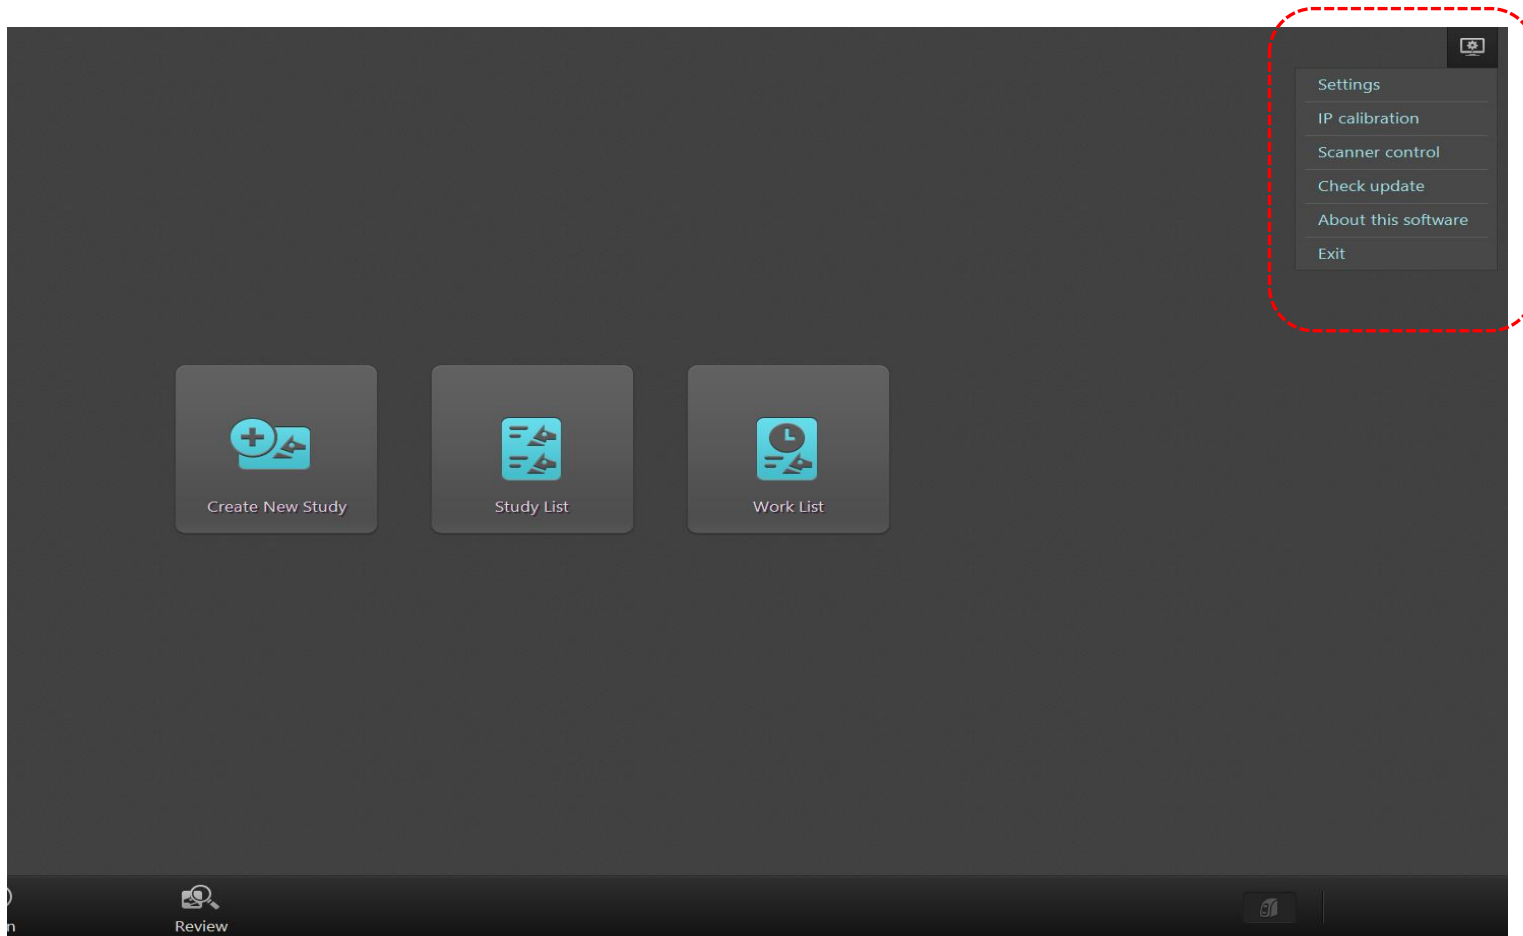 Settings
IP calibration
Scanner control
Check update
About this software
Exit
Create New Study
Study List
Work List
n
Review